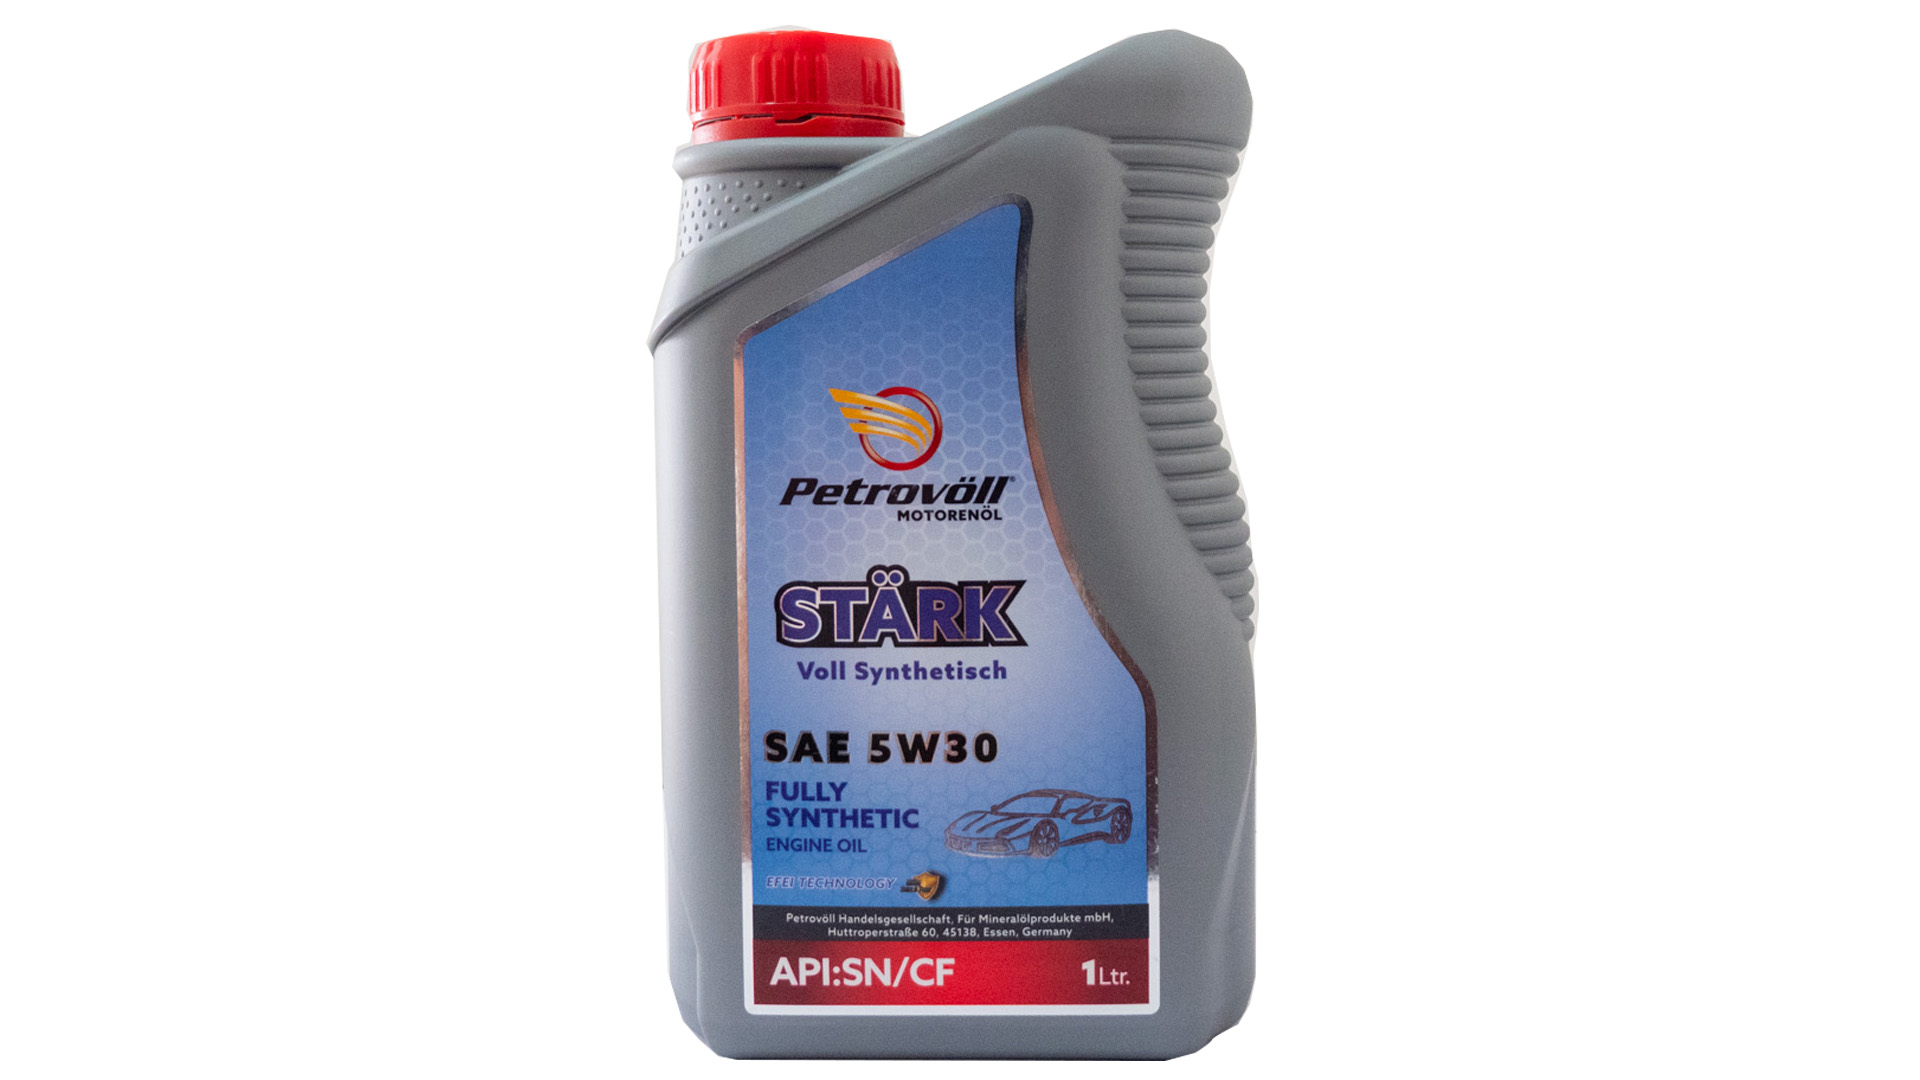 Petrovöll®
MOTORENÖL
STÄRK
Voll Synthetisch
SAE 5W30
FULLY
SYNTHETIC
ENGINE OIL
EFEI TECHNOLOGY
Petrovöll Handelsgesellschaft, Für Mineralölprodukte mbH,
Huttroperstraße 60, 45138, Essen, Germany
API:SN/CF
1Ltr.